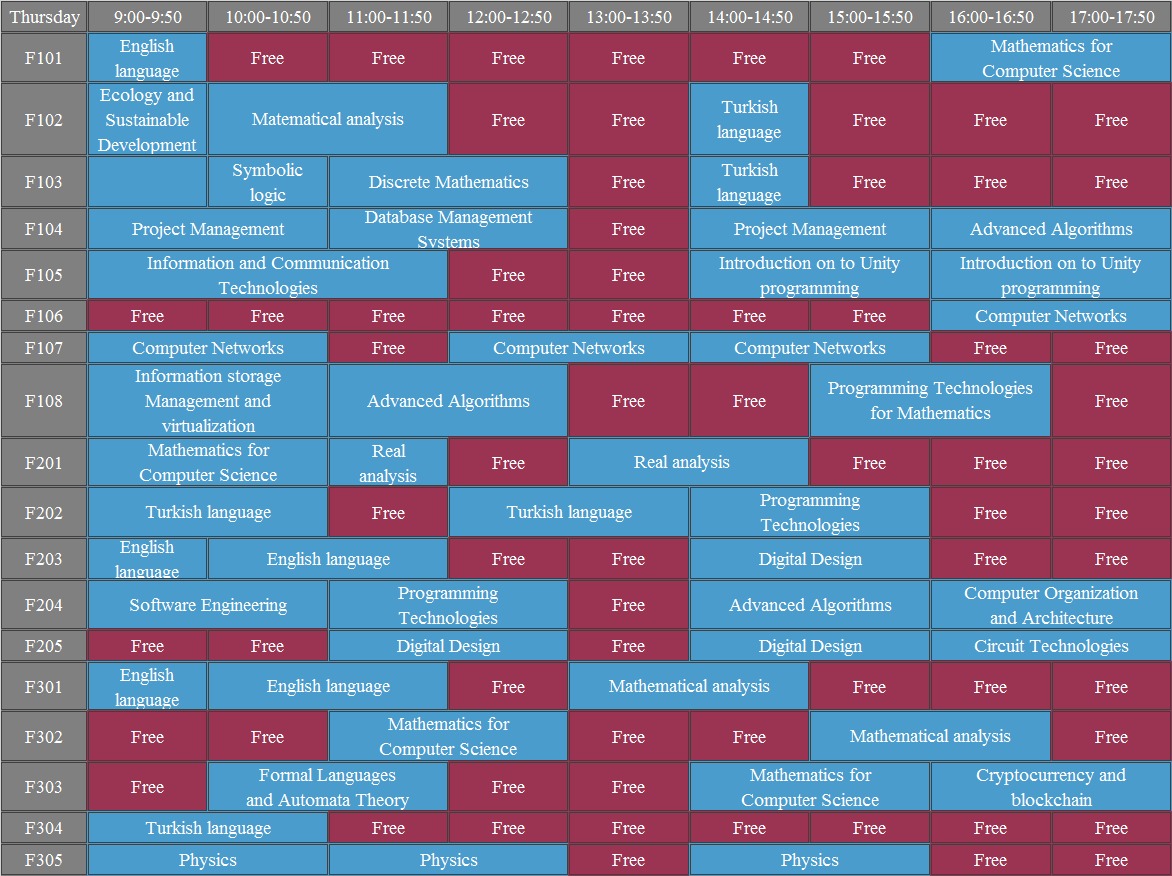 Thursday 9:00-9:50 10:00-10:50 11:00-11:50 12:00-12:50 13:00-13:50 14:00-14:50 15:00-15:50 16:00-16:50 17:00-17:50
F101 English language Free Free Free Free Free Free Mathematics for Computer Science
F102 Ecology and Sustainable Development Matematical analysis Free Free Turkish language Free Free Free
F103 Symbolic logic Discrete Mathematics Free Turkish language Free Free Free
F104 Project Management Database Management Systems Free Project Management Advanced Algorithms
F105 Information and Communication Technologies Free Free Introduction on to Unity programming Introduction on to Unity programming
F106 Free Free Free Free Free Free Free Computer Networks
F107 Computer Networks Free Computer Networks Computer Networks Free Free
F108 Information storage Management and virtualization Advanced Algorithms Free Free Programming Technologies for Mathematics Free
F201 Mathematics for Computer Science Real analysis Free Real analysis Free Free Free
F202 Turkish language Free Turkish language Programming Technologies Free Free
F203 English language English language Free Free Digital Design Free Free
F204 Software Engineering Programming Technologies Free Advanced Algorithms Computer Organization and Architecture
F205 Free Free Digital Design Free Digital Design Circuit Technologies
F301 English language English language Free Mathematical analysis Free Free Free
F302 Free Free Mathematics for Computer Science Free Free Mathematical analysis Free
F303 Free Formal Languages and Automata Theory Free Free Mathematics for Computer Science Cryptocurrency and blockchain
F304 Turkish language Free Free Free Free Free Free Free
F305 Physics Physics Free Physics Free Free